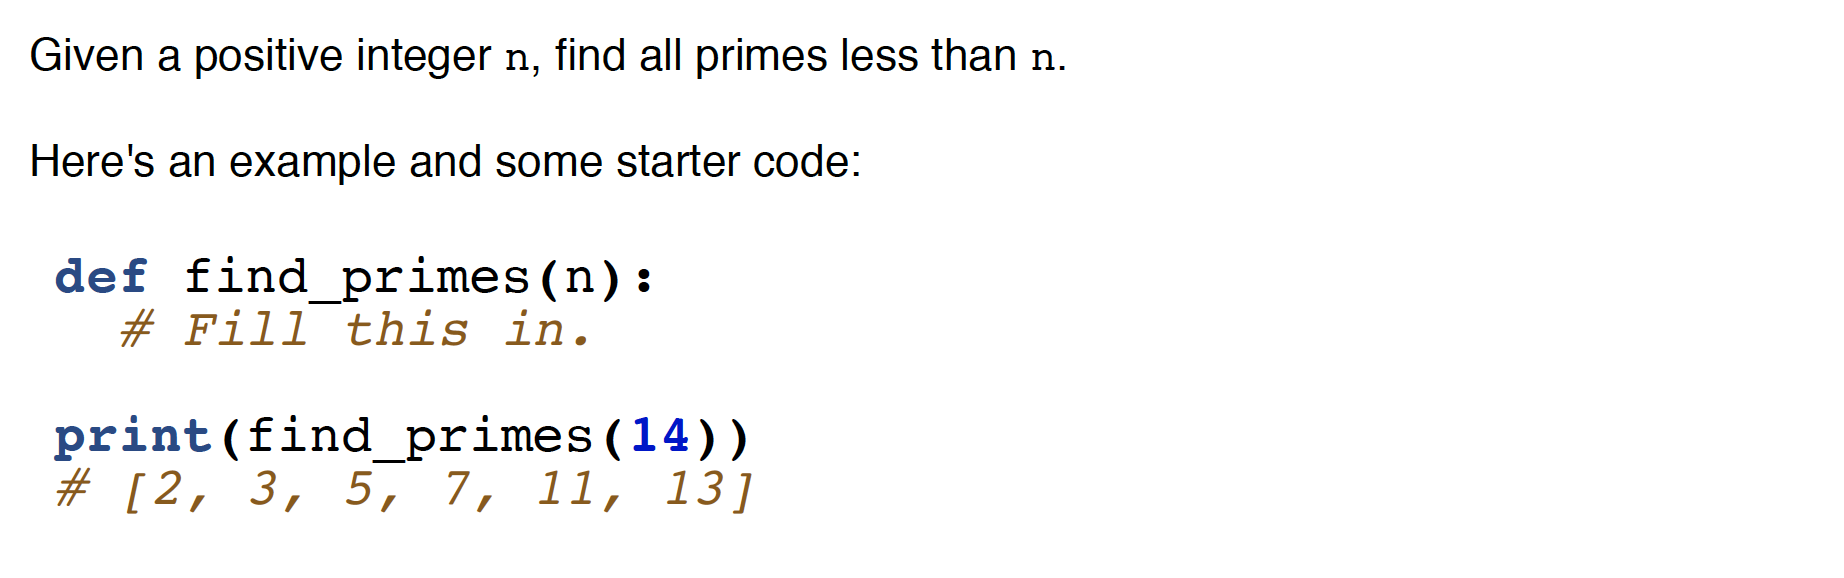 Given a positive integer n, find all primes less than n.
Here's an example and some starter code:
def find_primes(n):
  # Fill this in.
print(find_primes(14))
# [2, 3, 5, 7, 11, 13]